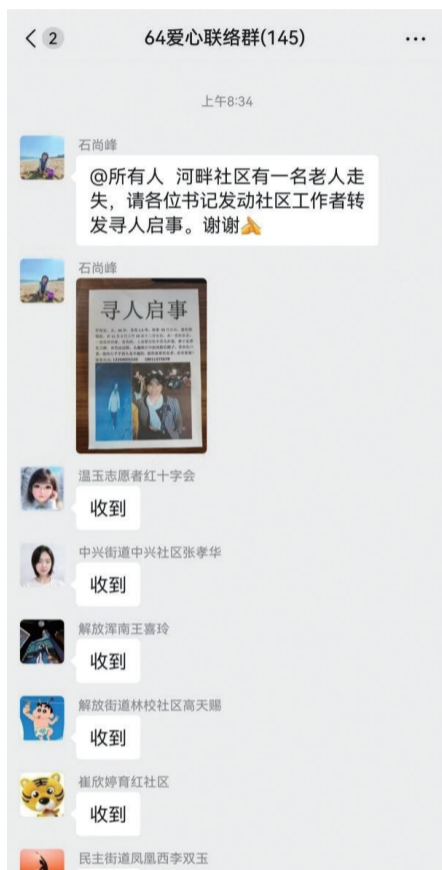 2
64爱心联络群(145)
上午8:34
石尚峰
@所有人 河畔社区有一名老人走
失，请各位书记发动社区工作者转
发寻人启事。谢谢
石尚峰
寻人启事
温玉志愿者红十字会
收到
中兴街道中兴社区张孝华
收到
解放浑南王喜玲
收到
解放街道林校社区高天赐
收到
崔欣婷育红社区
收到
民主街道凤凰西李双玉